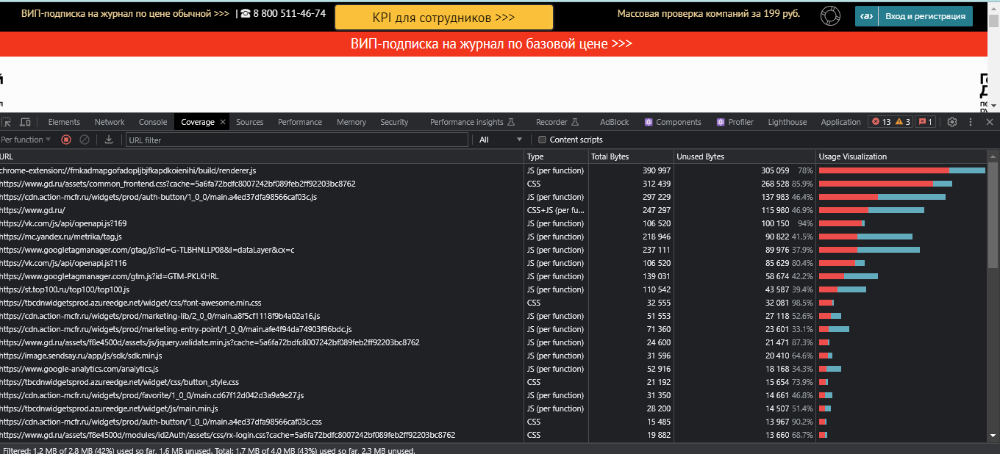 ВИП-подписка на журнал по цене обычной >>> | ☎ 8 800 511-46-74 KPI для сотрудников >>> Массовая проверка компаний за 199 руб. Вход и регистрация
ВИП-подписка на журнал по базовой цене >>>
Elements Network Console Coverage × Sources Performance Memory Security Performance insights Recorder AdBlock Components Profiler Lighthouse Application 13 3 1
Per function URL filter All Content scripts
URL Type Total Bytes Unused Bytes Usage Visualization
chrome-extension://fmkadmapgofadopljbjfkapdkoienihi/build/renderer.js JS (per function) 390 997 305 059 78%
https://www.gd.ru/assets/common_frontend.css?cache=5a6fa72bdfc8007242bf089feb2ff92203bc8762 CSS 312 439 268 528 85.9%
https://cdn.action-mcfr.ru/widgets/prod/auth-button/1_0_0/main.a4ed37dfa98566caf03c.js JS (per function) 297 229 137 983 46.4%
https://www.gd.ru/ CSS+JS (per fu... 247 297 115 980 46.9%
https://vk.com/js/api/openapi.js?169 JS (per function) 106 520 100 150 94%
https://mc.yandex.ru/metrika/tag.js JS (per function) 218 946 90 822 41.5%
https://www.googletagmanager.com/gtag/js?id=G-TLBHNLLP08&l=dataLayer&cx=c JS (per function) 237 111 89 976 37.9%
https://vk.com/js/api/openapi.js?116 JS (per function) 106 520 85 629 80.4%
https://www.googletagmanager.com/gtm.js?id=GTM-PKLKHRL JS (per function) 139 031 58 674 42.2%
https://st.top100.ru/top100/top100.js JS (per function) 110 542 43 587 39.4%
https://tbcdnwidgetsprod.azureedge.net/widget/css/font-awesome.min.css CSS 32 555 32 081 98.5%
https://cdn.action-mcfr.ru/widgets/prod/marketing-lib/2_0_0/main.a8f5cf1118f9b4a02a16.js JS (per function) 51 553 27 118 52.6%
https://cdn.action-mcfr.ru/widgets/prod/marketing-entry-point/1_0_0/main.afe4f94da74903f96bdc.js JS (per function) 71 360 23 601 33.1%
https://www.gd.ru/assets/f8e4500d/assets/js/jquery.validate.min.js?cache=5a6fa72bdfc8007242bf089feb2ff92203bc8762 JS (per function) 24 600 21 471 87.3%
https://image.sendsay.ru/app/js/sdk/sdk.min.js JS (per function) 31 596 20 410 64.6%
https://www.google-analytics.com/analytics.js JS (per function) 52 916 18 168 34.3%
https://tbcdnwidgetsprod.azureedge.net/widget/css/button_style.css CSS 21 192 15 654 73.9%
https://cdn.action-mcfr.ru/widgets/prod/favorite/1_0_0/main.cd67f12d042d3a9a9e27.js JS (per function) 31 350 14 661 46.8%
https://tbcdnwidgetsprod.azureedge.net/widget/js/main.min.js JS (per function) 28 200 14 507 51.4%
https://cdn.action-mcfr.ru/widgets/prod/auth-button/1_0_0/main.a4ed37dfa98566caf03c.css CSS 15 485 13 967 90.2%
https://www.gd.ru/assets/f8e4500d/modules/id2Auth/assets/css/rx-login.css?cache=5a6fa72bdfc8007242bf089feb2ff92203bc8762 CSS 19 882 13 660 68.7%
Filtered: 1.2 MB of 2.8 MB (42%) used so far, 1.6 MB unused. Total: 1.7 MB of 4.0 MB (43%) used so far, 2.3 MB unused.